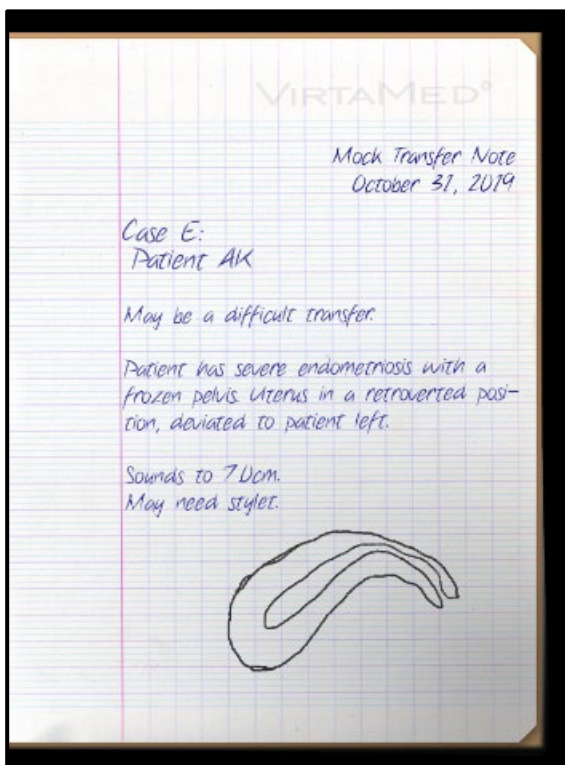 VIRTAMED°
Mock Transfer Note
October 31, 2019
Case E:
Patient AK
May be a difficult transfer.
Patient has severe endometriosis with a
frozen pelvis. Uterus in a retroverted posi-
tion, deviated to patient left.
Sounds to 7.0cm.
May need stylet.